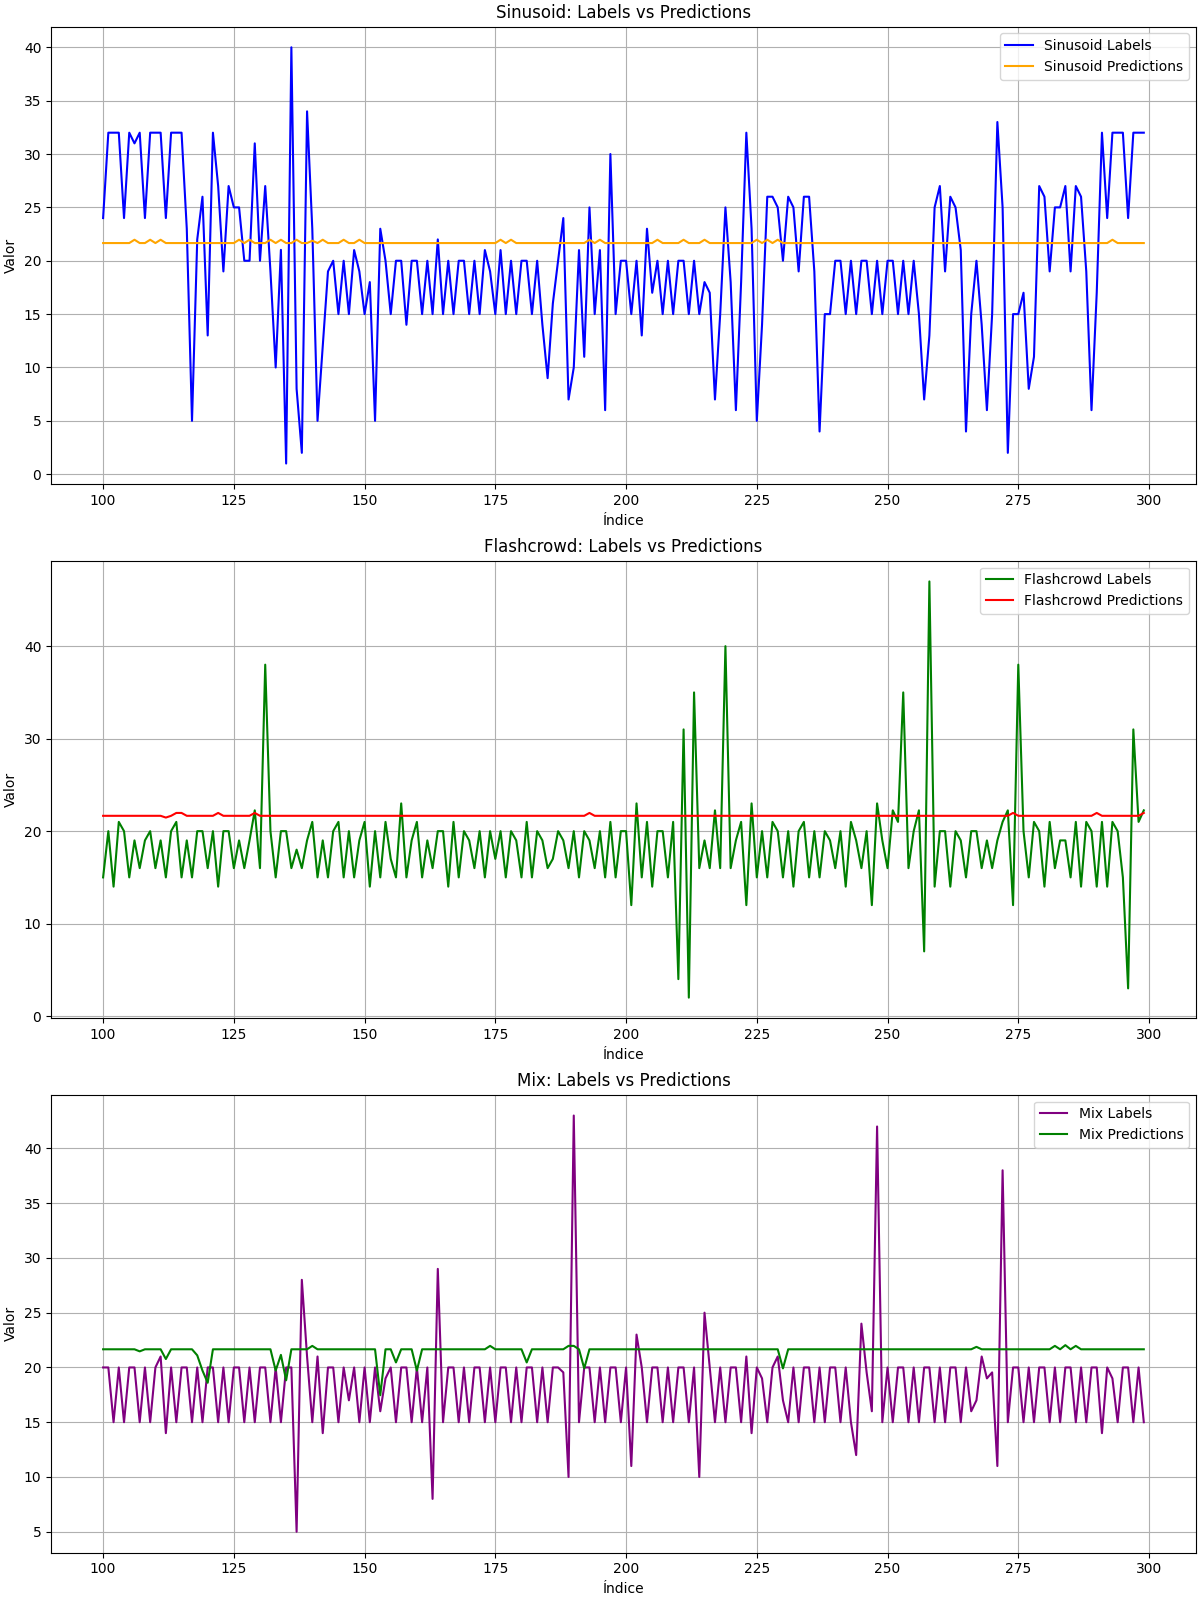 Sinusoid: Labels vs Predictions
Sinusoid Labels
Sinusoid Predictions
40
35
30
25
20
15
10
5
0
Valor
100 125 150 175 200 225 250 275 300
Índice
Flashcrowd: Labels vs Predictions
Flashcrowd Labels
Flashcrowd Predictions
40
30
20
10
0
Valor
100 125 150 175 200 225 250 275 300
Índice
Mix: Labels vs Predictions
Mix Labels
Mix Predictions
40
35
30
25
20
15
10
5
Valor
100 125 150 175 200 225 250 275 300
Índice